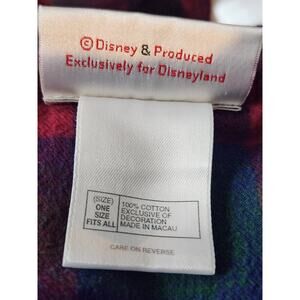 © Disney & Produced
Exclusively for Disneyland
(SIZE)
ONE
SIZE
FITS ALL
100% COTTON
EXCLUSIVE OF
DECORATION
MADE IN MACAU
CARE ON REVERSE